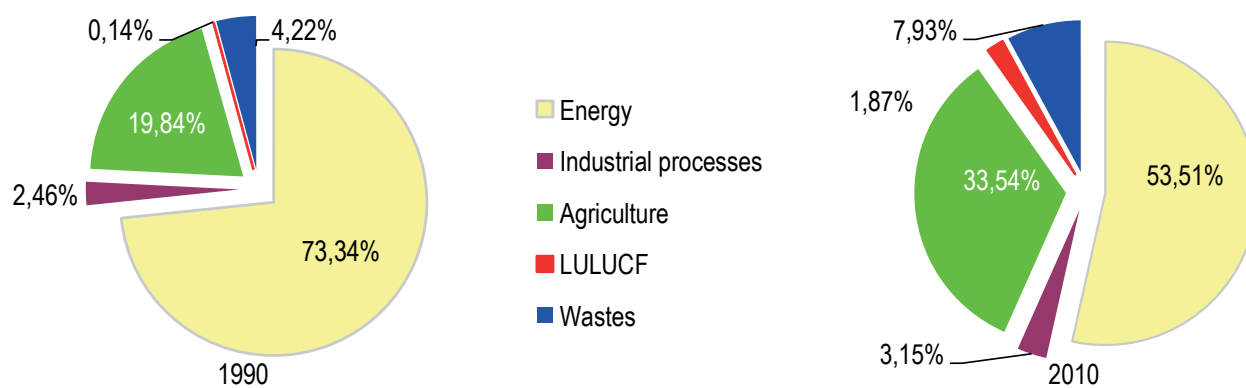 0,14%
4,22%
19,84%
2,46%
73,34%
1990
Energy
Industrial processes
Agriculture
LULUCF
Wastes
7,93%
1,87%
33,54%
53,51%
3,15%
2010